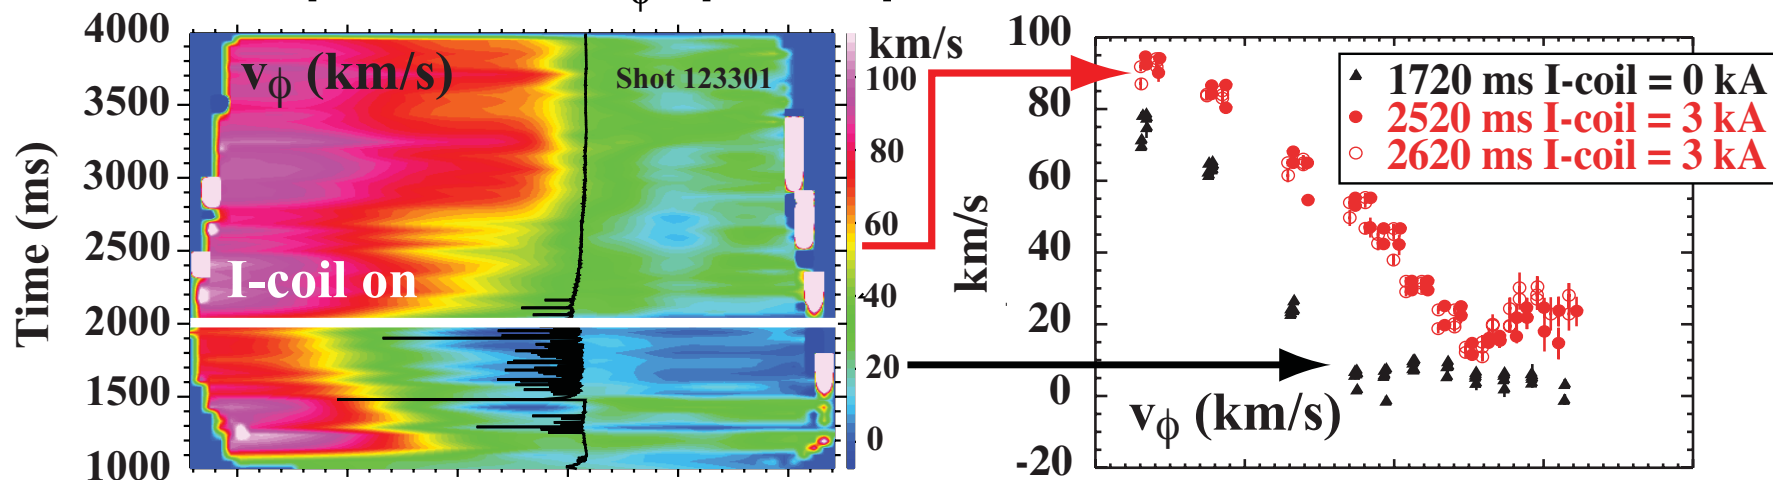 vϕ (km/s)
Shot 123301
I-coil on
Time (ms)
4000
3500
3000
2500
2000
1500
1000
km/s
100
80
60
40
20
0
100
80
60
40
20
0
-20
km/s
vϕ (km/s)
1720 ms I-coil = 0 kA
2520 ms I-coil = 3 kA
2620 ms I-coil = 3 kA